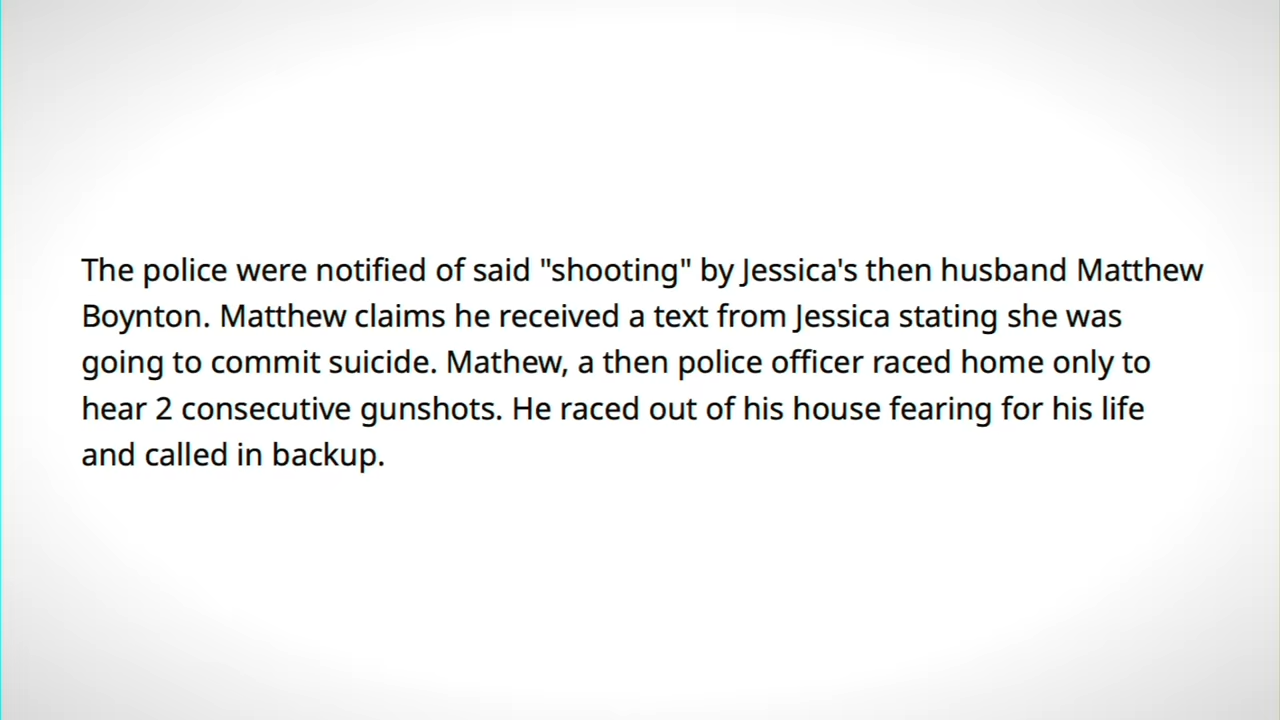 The police were notified of said "shooting" by Jessica's then husband Matthew
Boynton. Matthew claims he received a text from Jessica stating she was
going to commit suicide. Mathew, a then police officer raced home only to
hear 2 consecutive gunshots. He raced out of his house fearing for his life
and called in backup.